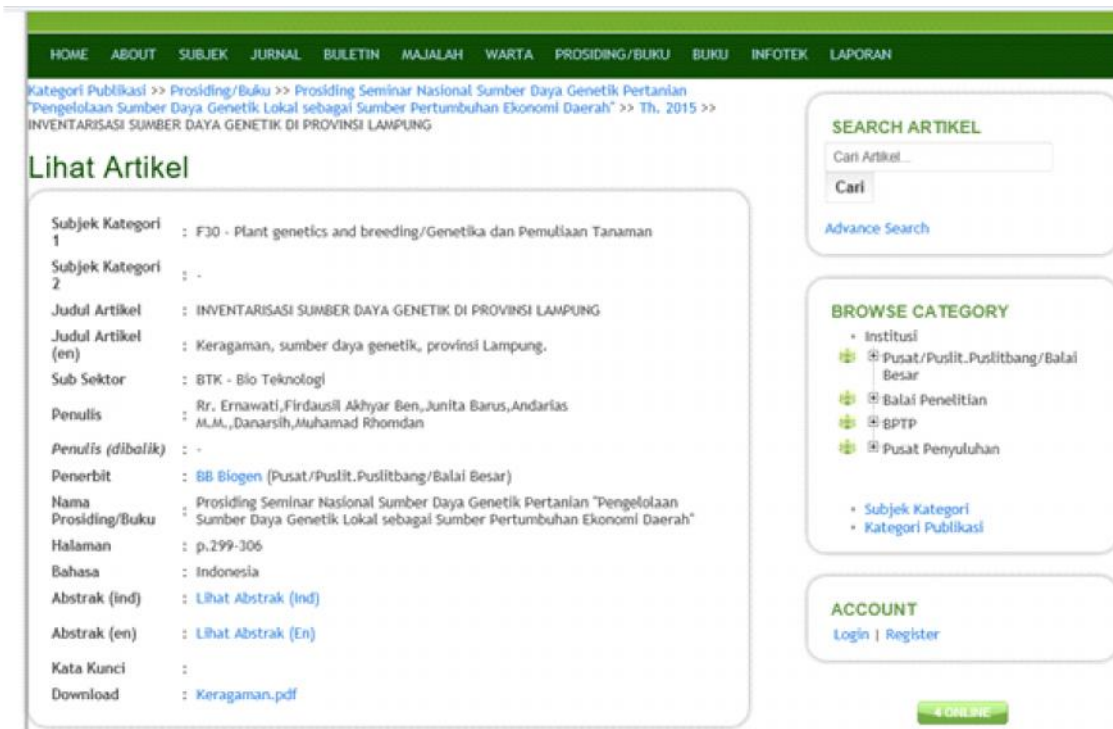 HOME ABOUT SUBJEK JURNAL BULETIN MAJALAH WARTA PROSIDING/BUKU BUKU INFOTEK LAPORAN
Kategori Publikasi >> Prosiding/Buku >> Prosiding Seminar Nasional Sumber Daya Genetik Pertanian
"Pengelolaan Sumber Daya Genetik Lokal sebagai Sumber Pertumbuhan Ekonomi Daerah" >> Th. 2015 >>
INVENTARISASI SUMBER DAYA GENETIK DI PROVINSI LAMPUNG
Lihat Artikel
Subjek Kategori
1 : F30 - Plant genetics and breeding/Genetika dan Pemuliaan Tanaman
Subjek Kategori
2 : -
Judul Artikel : INVENTARISASI SUMBER DAYA GENETIK DI PROVINSI LAMPUNG
Judul Artikel
(en) : Keragaman, sumber daya genetik, provinsi Lampung.
Sub Sektor : BTK - Bio Teknologi
Penulis : Rr. Ernawati,Firdausil Akhyar Ben,Junita Barus,Andarias
M.M.,Danarsih,Muhamad Rhomdan
Penulis (dibalik) : -
Penerbit : BB Biogen (Pusat/Puslit.Puslitbang/Balai Besar)
Nama
Prosiding/Buku : Prosiding Seminar Nasional Sumber Daya Genetik Pertanian "Pengelolaan
Sumber Daya Genetik Lokal sebagai Sumber Pertumbuhan Ekonomi Daerah"
Halaman : p.299-306
Bahasa : Indonesia
Abstrak (ind) : Lihat Abstrak (Ind)
Abstrak (en) : Lihat Abstrak (En)
Kata Kunci :
Download : Keragaman.pdf
SEARCH ARTIKEL
Cari Artikel...
Cari
Advance Search
BROWSE CATEGORY
Institusi
Pusat/Puslit.Puslitbang/Balai
Besar
Balai Penelitian
BPTP
Pusat Penyuluhan
Subjek Kategori
Kategori Publikasi
ACCOUNT
Login | Register
4 ONLINE